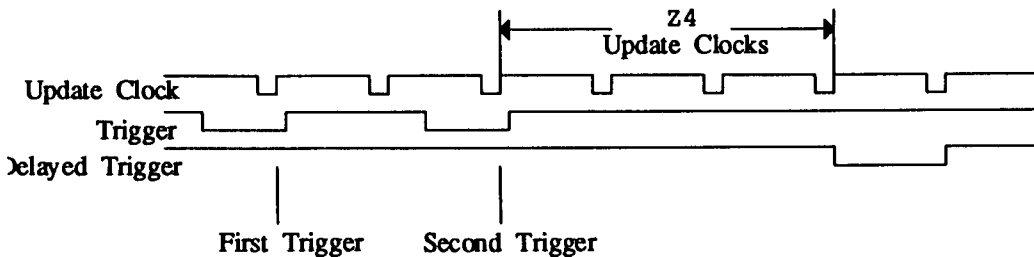 Z4
Update Clocks
Update Clock
Trigger
Delayed Trigger
First Trigger
Second Trigger